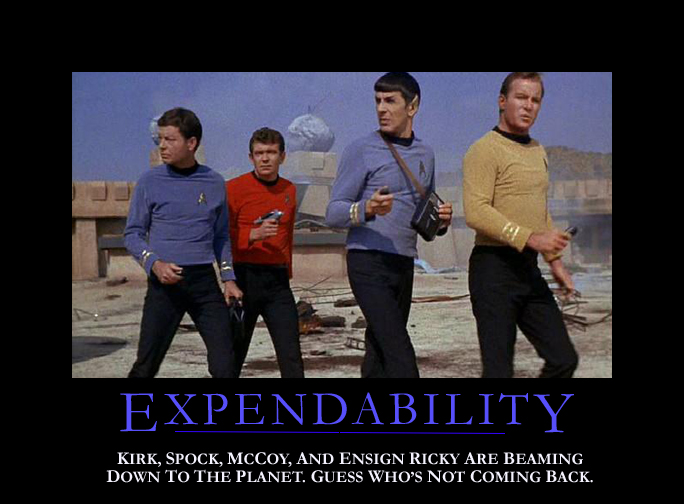 EXPENDABILITY
KIRK, SPOCK, MCCOY, AND ENSIGN RICKY ARE BEAMING
DOWN TO THE PLANET. GUESS WHO'S NOT COMING BACK.